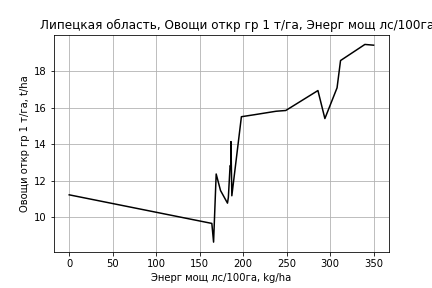 Липецкая область, Овощи откр гр 1 т/га, Энерг мощ лс/100га
18
16
14
12
10
Овощи откр гр 1 т/га, t/ha
0 50 100 150 200 250 300 350
Энерг мощ лс/100га, kg/ha